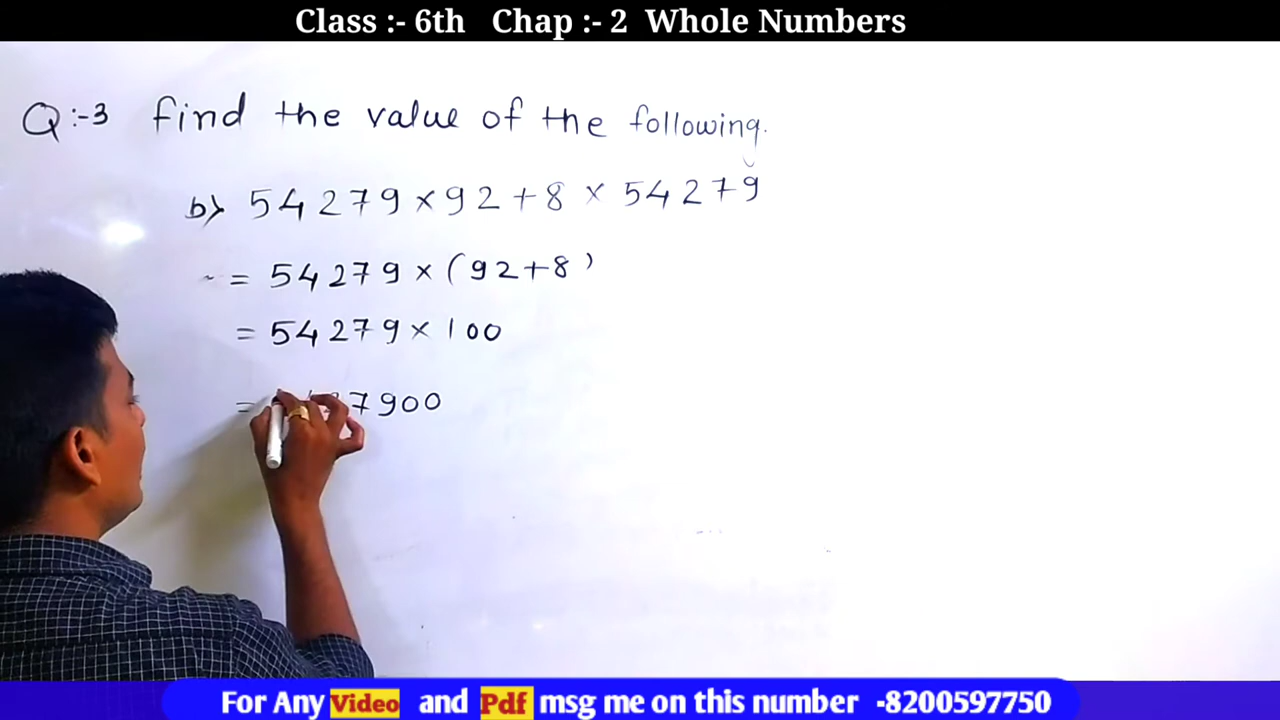 Class :- 6th Chap :- 2 Whole Numbers
Q:-3 find the value of the following.
b) 54279 × 92 + 8 × 54279
= 54279 × (92+8)
= 54279 × 100
= 7900
For Any Video and Pdf msg me on this number -8200597750